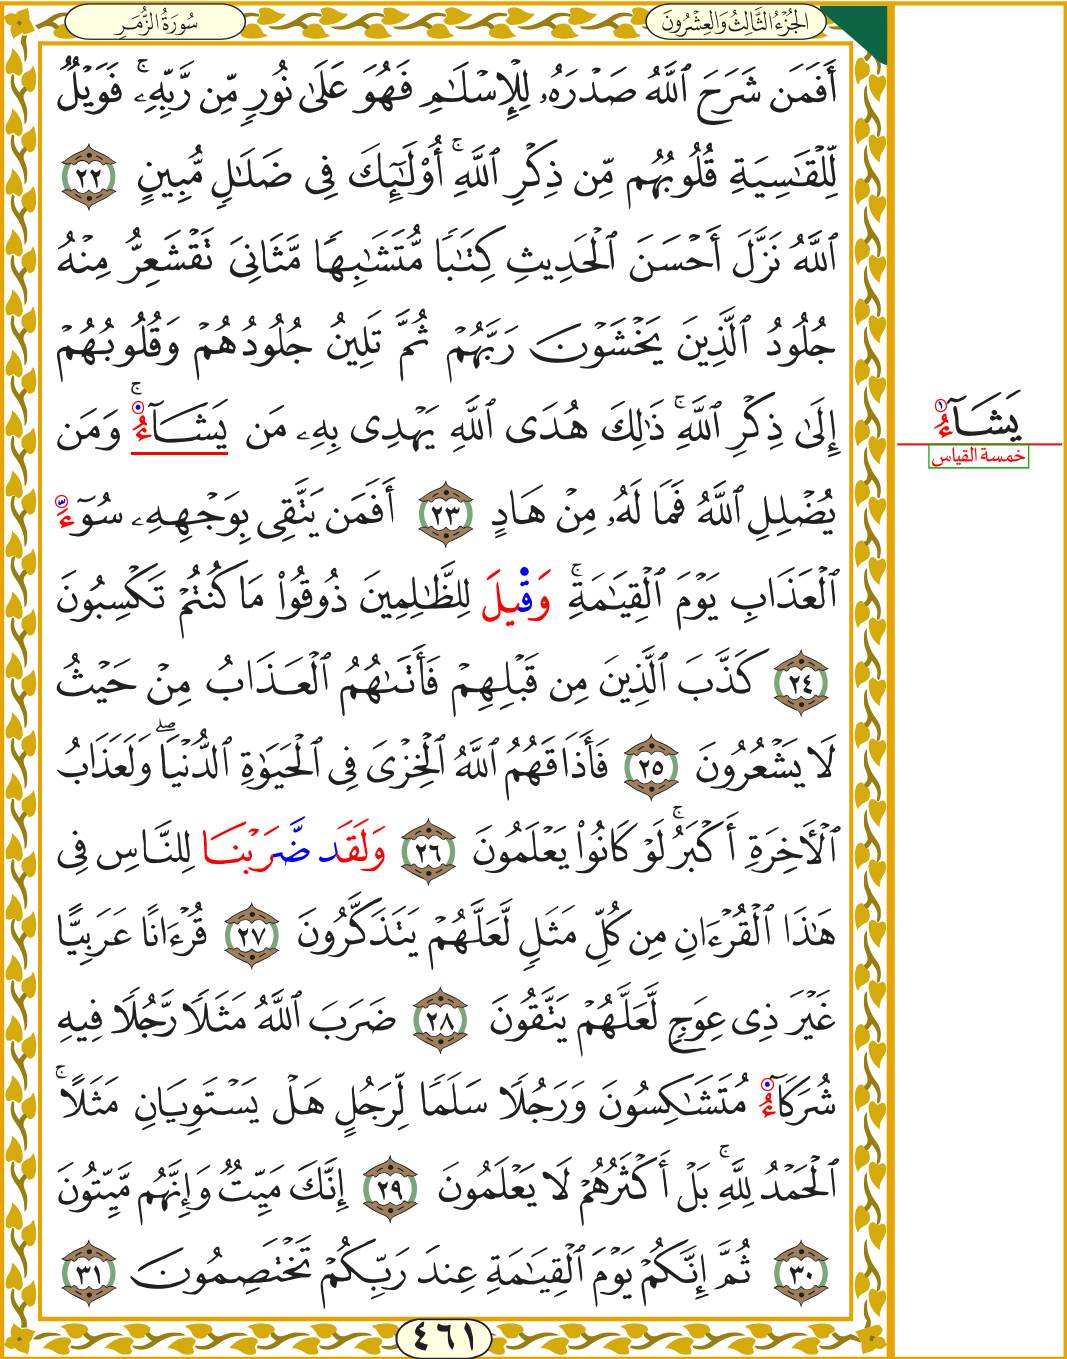 الجُزْءُ الثَّالِثُ وَالعِشْرُونَ
سُورَةُ الزُّمَرِ
أَفَمَن شَرَحَ ٱللَّهُ صَدْرَهُۥ لِلْإِسْلَٰمِ فَهُوَ عَلَىٰ نُورٍ مِّن رَّبِّهِۦۚ فَوَيْلٌ
لِّلْقَٰسِيَةِ قُلُوبُهُم مِّن ذِكْرِ ٱللَّهِۚ أُو۟لَٰٓئِكَ فِى ضَلَٰلٍ مُّبِينٍ ٢٢
ٱللَّهُ نَزَّلَ أَحْسَنَ ٱلْحَدِيثِ كِتَٰبًا مُّتَشَٰبِهًا مَّثَانِىَ تَقْشَعِرُّ مِنْهُ
جُلُودُ ٱلَّذِينَ يَخْشَوْنَ رَبَّهُمْ ثُمَّ تَلِينُ جُلُودُهُمْ وَقُلُوبُهُمْ
إِلَىٰ ذِكْرِ ٱللَّهِۚ ذَٰلِكَ هُدَى ٱللَّهِ يَهْدِى بِهِۦ مَن يَشَآءُۚ وَمَن
يُضْلِلِ ٱللَّهُ فَمَا لَهُۥ مِنْ هَادٍ ٢٣ أَفَمَن يَتَّقِى بِوَجْهِهِۦ سُوٓءَ
ٱلْعَذَابِ يَوْمَ ٱلْقِيَٰمَةِۚ وَقِيلَ لِلظَّٰلِمِينَ ذُوقُوا۟ مَا كُنتُمْ تَكْسِبُونَ
٢٤ كَذَّبَ ٱلَّذِينَ مِن قَبْلِهِمْ فَأَتَىٰهُمُ ٱلْعَذَابُ مِنْ حَيْثُ
لَا يَشْعُرُونَ ٢٥ فَأَذَاقَهُمُ ٱللَّهُ ٱلْخِزْىَ فِى ٱلْحَيَوٰةِ ٱلدُّنْيَاۖ وَلَعَذَابُ
ٱلْأَخِرَةِ أَكْبَرُۚ لَوْ كَانُوا۟ يَعْلَمُونَ ٢٦ وَلَقَد ضَّرَبْنَا لِلنَّاسِ فِى
هَٰذَا ٱلْقُرْءَانِ مِن كُلِّ مَثَلٍ لَّعَلَّهُمْ يَتَذَكَّرُونَ ٢٧ قُرْءَانًا عَرَبِيًّا
غَيْرَ ذِى عِوَجٍ لَّعَلَّهُمْ يَتَّقُونَ ٢٨ ضَرَبَ ٱللَّهُ مَثَلًا رَّجُلًا فِيهِ
شُرَكَآءُ مُتَشَٰكِسُونَ وَرَجُلًا سَلَمًا لِّرَجُلٍ هَلْ يَسْتَوِيَانِ مَثَلًاۚ
ٱلْحَمْدُ لِلَّهِۚ بَلْ أَكْثَرُهُمْ لَا يَعْلَمُونَ ٢٩ إِنَّكَ مَيِّتٌ وَإِنَّهُم مَّيِّتُونَ
٣٠ ثُمَّ إِنَّكُمْ يَوْمَ ٱلْقِيَٰمَةِ عِندَ رَبِّكُمْ تَخْتَصِمُونَ ٣١
٤٦١
يَشَآءُ ١
خمسة القياس